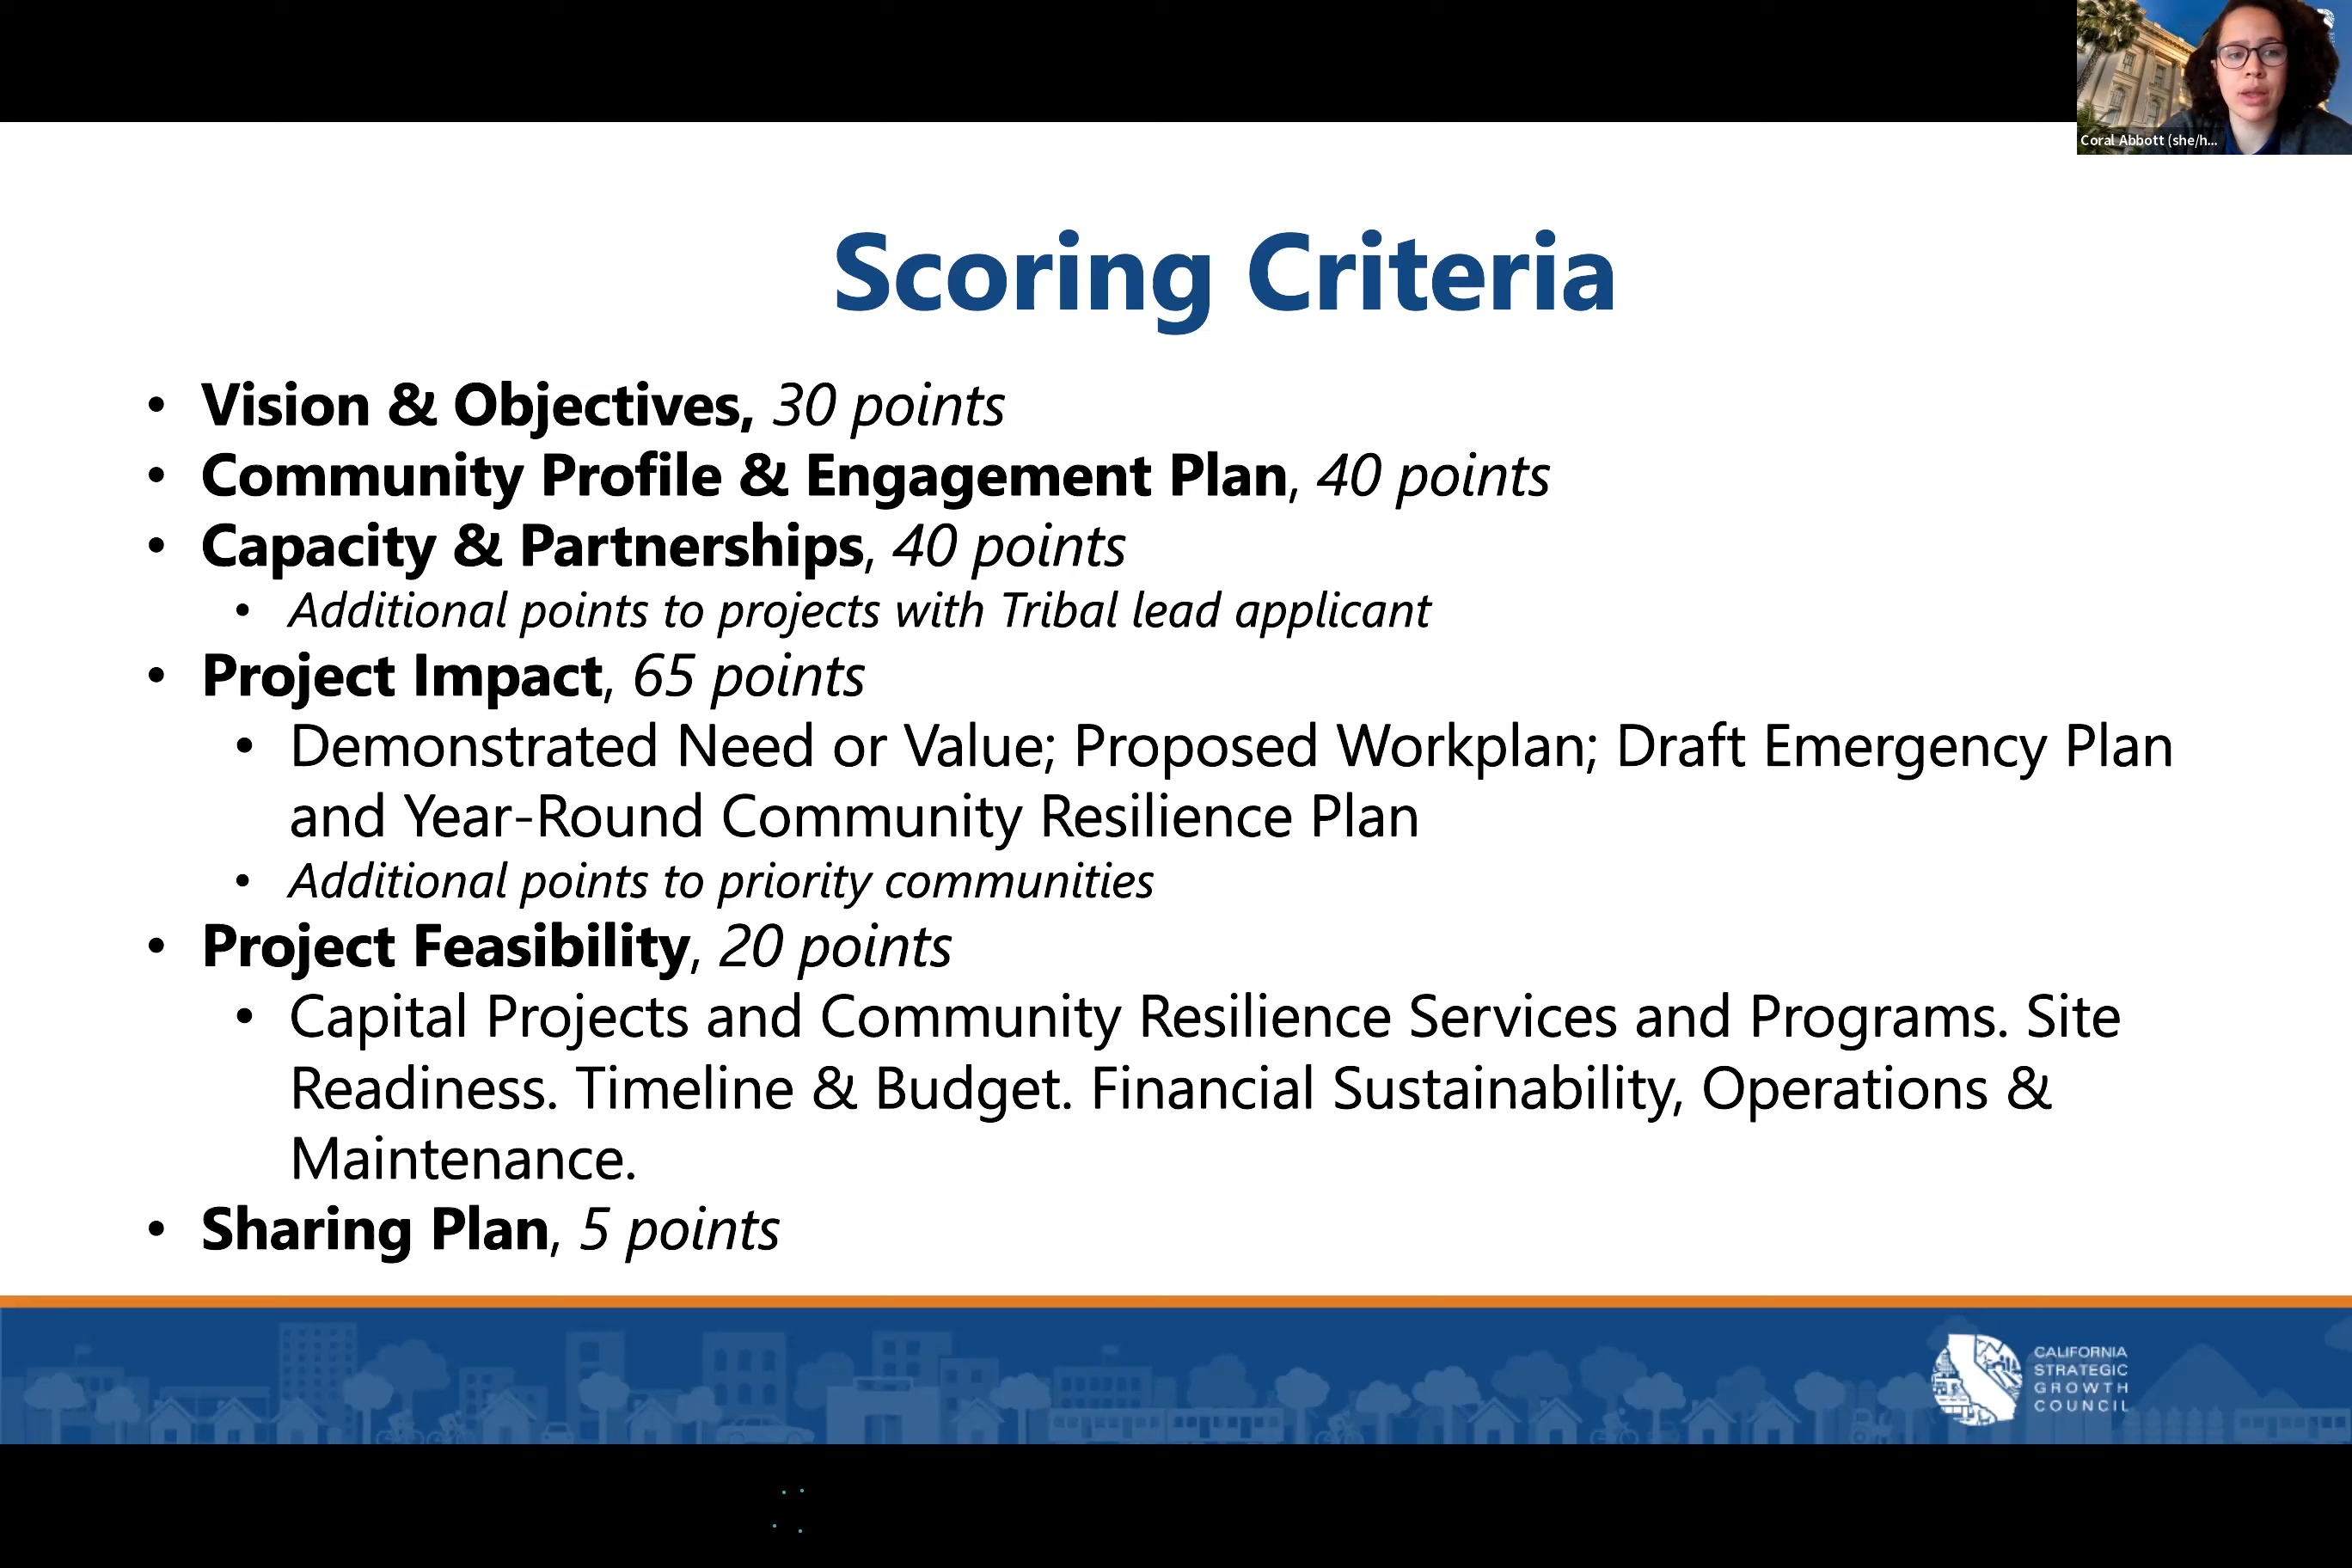 Coral Abbott (she/h...
Scoring Criteria
• Vision & Objectives, 30 points
• Community Profile & Engagement Plan, 40 points
• Capacity & Partnerships, 40 points
• Additional points to projects with Tribal lead applicant
• Project Impact, 65 points
• Demonstrated Need or Value; Proposed Workplan; Draft Emergency Plan
and Year-Round Community Resilience Plan
• Additional points to priority communities
• Project Feasibility, 20 points
• Capital Projects and Community Resilience Services and Programs. Site
Readiness. Timeline & Budget. Financial Sustainability, Operations &
Maintenance.
• Sharing Plan, 5 points
CALIFORNIA
STRATEGIC
GROWTH
COUNCIL